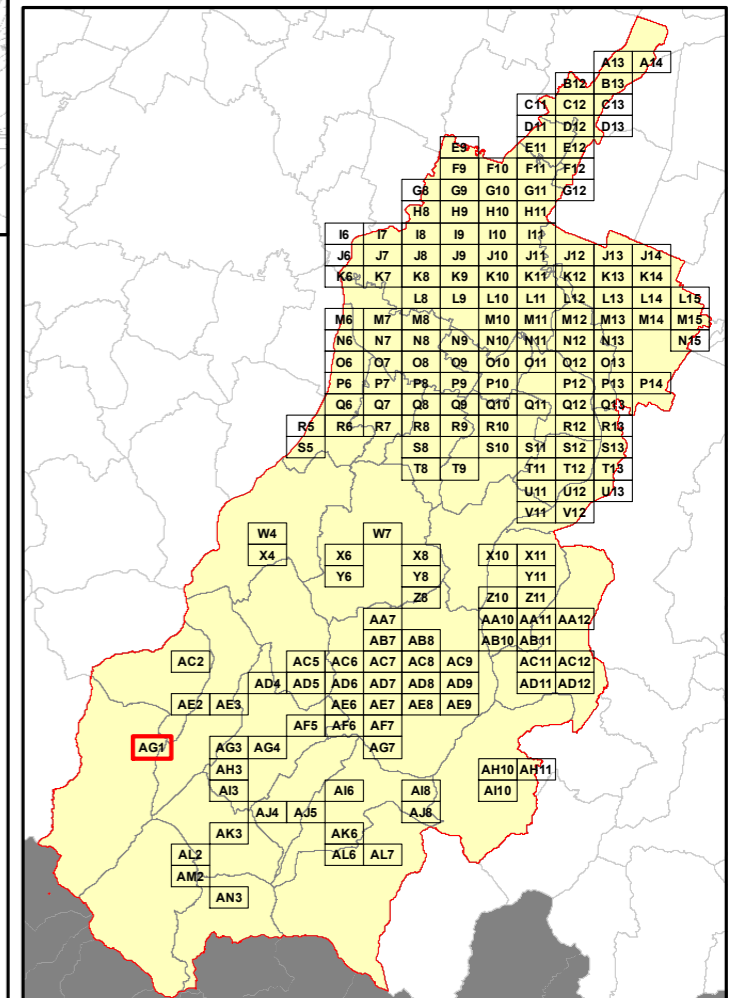 A13 A14
B12 B13
C11 C12 C13
D11 D12 D13
E9 E11 E12
F9 F10 F11 F12
G8 G9 G10 G11 G12
H8 H9 H10 H11
I6 I7 I8 I9 I10 I11
J6 J7 J8 J9 J10 J11 J12 J13 J14
K6 K7 K8 K9 K10 K11 K12 K13 K14
L8 L9 L10 L11 L12 L13 L14 L15
M6 M7 M8 M10 M11 M12 M13 M14 M15
N6 N7 N8 N9 N10 N11 N12 N13 N15
O6 O7 O8 O9 O10 O11 O12 O13
P6 P7 P8 P9 P10 P12 P13 P14
Q6 Q7 Q8 Q9 Q10 Q11 Q12 Q13
R5 R6 R7 R8 R9 R10 R12 R13
S5 S8 S10 S11 S12 S13
T8 T9 T11 T12 T13
U11 U12 U13
V11 V12
W4 W7
X4 X6 X8 X10 X11
Y6 Y8 Y11
Z8 Z10 Z11
AA7 AA10 AA11 AA12
AB7 AB8 AB10 AB11
AC2 AC5 AC6 AC7 AC8 AC9 AC11 AC12
AD4 AD5 AD6 AD7 AD8 AD9 AD11 AD12
AE2 AE3 AE6 AE7 AE8 AE9
AF5 AF6 AF7
AG1 AG3 AG4 AG7
AH3 AH10 AH11
AI3 AI6 AI8 AI10
AJ4 AJ5 AJ8
AK3 AK6
AL2 AL6 AL7
AM2
AN3